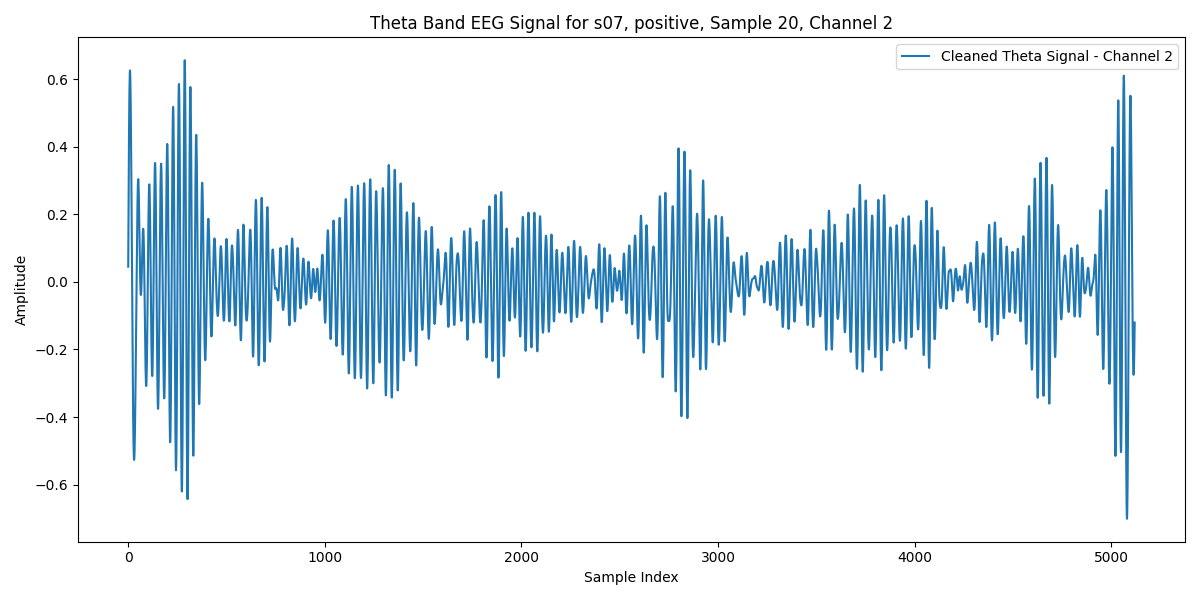 Theta Band EEG Signal for s07, positive, Sample 20, Channel 2
Cleaned Theta Signal - Channel 2
Amplitude
0.6
0.4
0.2
0.0
−0.2
−0.4
−0.6
0 1000 2000 3000 4000 5000
Sample Index